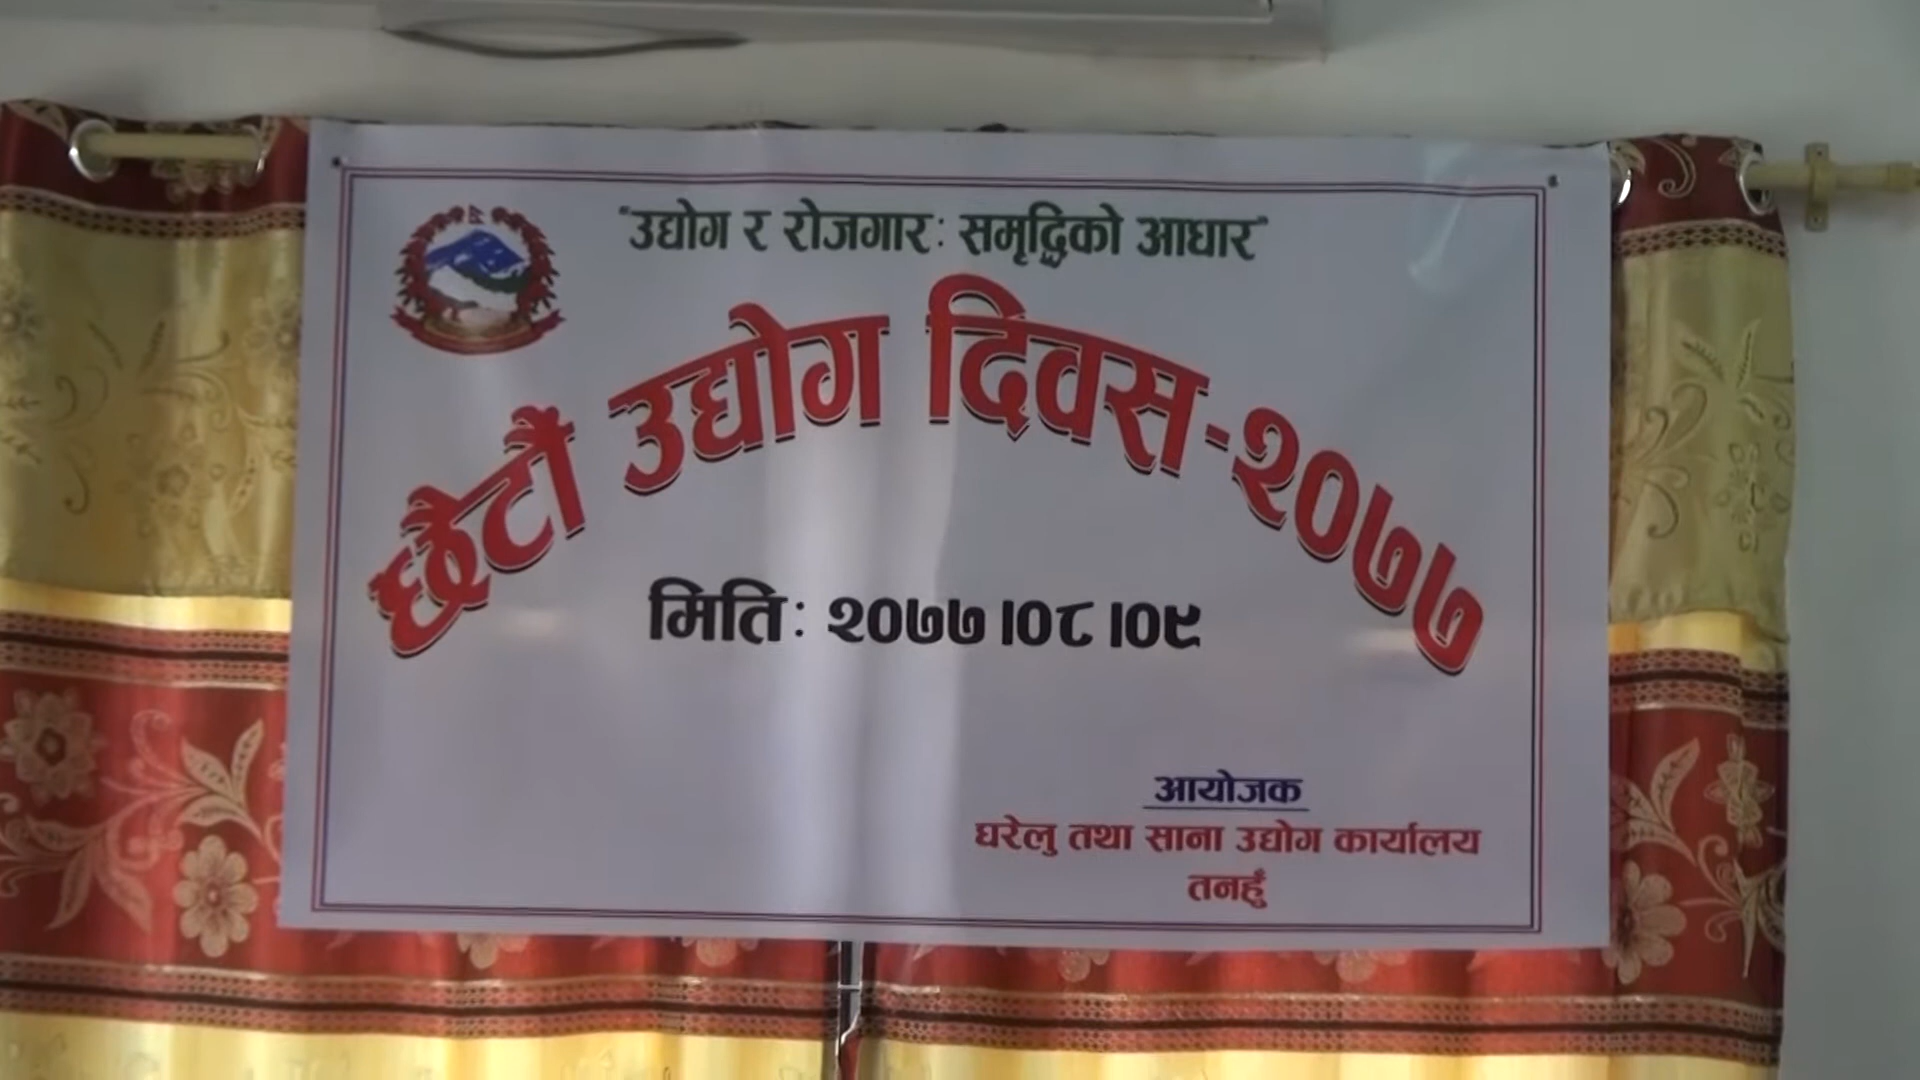 "उद्योग र रोजगारः समृद्धिको आधार"
छैटौं उद्योग दिवस-२०७७
मितिः २०७७।०८।०९
आयोजक
घरेलु तथा साना उद्योग कार्यालय
तनहुँ